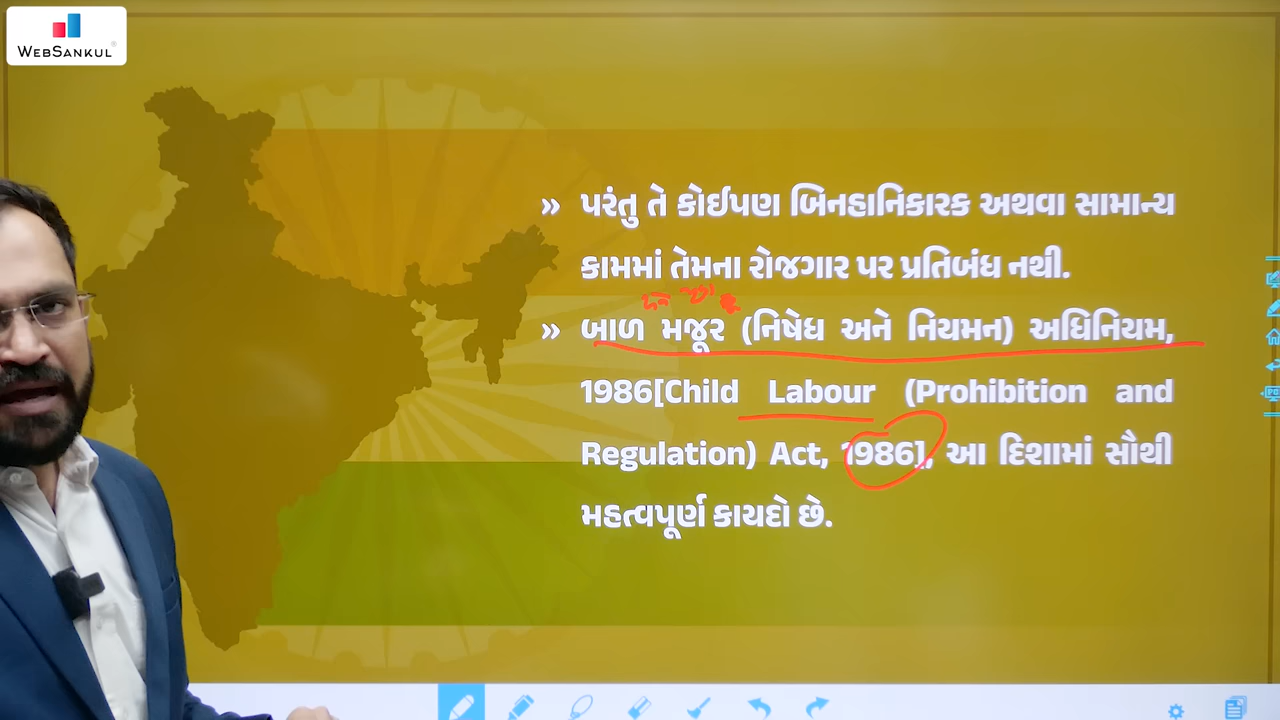 WEBSANKUL
» પરંતુ તે કોઈપણ બિનહાનિકારક અથવા સામાન્ય
કામમાં તેમના રોજગાર પર પ્રતિબંધ નથી.
» બાળ મજૂર (નિષેધ અને નિયમન) અધિનિયમ,
1986[Child Labour (Prohibition and
Regulation) Act, 1986], આ દિશામાં સૌથી
મહત્વપૂર્ણ કાયદો છે.